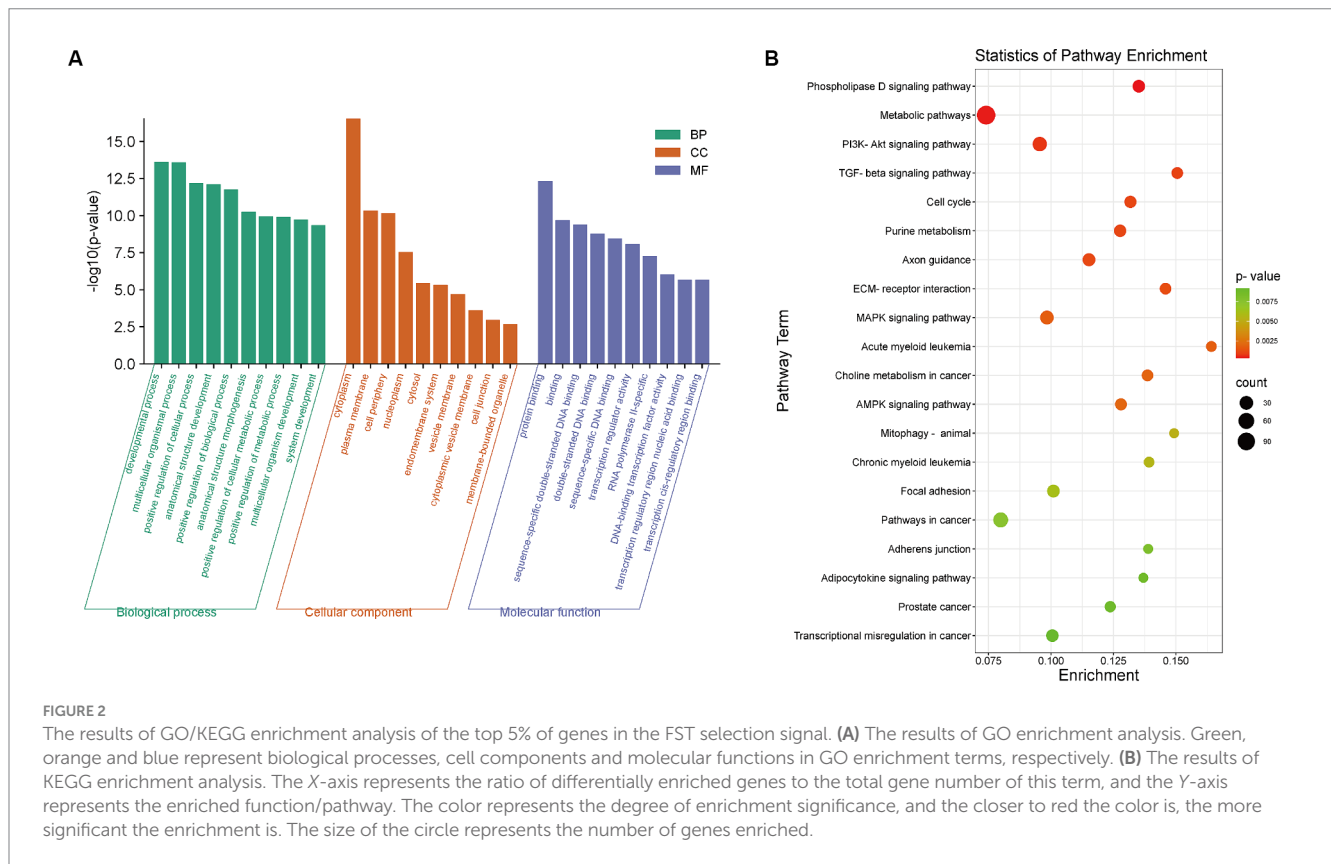 A
-log10(p-value)
15.0
12.5
10.0
7.5
5.0
2.5
0.0
BP
CC
MF
developmental process
multicellular organismal process
positive regulation of cellular process
anatomical structure development
positive regulation of biological process
anatomical structure morphogenesis
positive regulation of cellular metabolic process
positive regulation of metabolic process
multicellular organism development
system development
cytoplasm
plasma membrane
cell periphery
nucleoplasm
cytosol
endomembrane system
vesicle membrane
cytoplasmic vesicle membrane
cell junction
membrane-bounded organelle
protein binding
binding
sequence-specific double-stranded DNA binding
double-stranded DNA binding
sequence-specific DNA binding
transcription regulator activity
RNA polymerase II-specific
DNA-binding transcription factor activity
transcription regulatory region nucleic acid binding
transcription cis-regulatory region binding
Biological process
Cellular component
Molecular function
B
Statistics of Pathway Enrichment
Pathway Term
Phospholipase D signaling pathway
Metabolic pathways
PI3K- Akt signaling pathway
TGF- beta signaling pathway
Cell cycle
Purine metabolism
Axon guidance
ECM- receptor interaction
MAPK signaling pathway
Acute myeloid leukemia
Choline metabolism in cancer
AMPK signaling pathway
Mitophagy - animal
Chronic myeloid leukemia
Focal adhesion
Pathways in cancer
Adherens junction
Adipocytokine signaling pathway
Prostate cancer
Transcriptional misregulation in cancer
0.075 0.100 0.125 0.150
Enrichment
p- value
0.0075
0.0050
0.0025
count
30
60
90
FIGURE 2
The results of GO/KEGG enrichment analysis of the top 5% of genes in the FST selection signal. (A) The results of GO enrichment analysis. Green,
orange and blue represent biological processes, cell components and molecular functions in GO enrichment terms, respectively. (B) The results of
KEGG enrichment analysis. The X-axis represents the ratio of differentially enriched genes to the total gene number of this term, and the Y-axis
represents the enriched function/pathway. The color represents the degree of enrichment significance, and the closer to red the color is, the more
significant the enrichment is. The size of the circle represents the number of genes enriched.